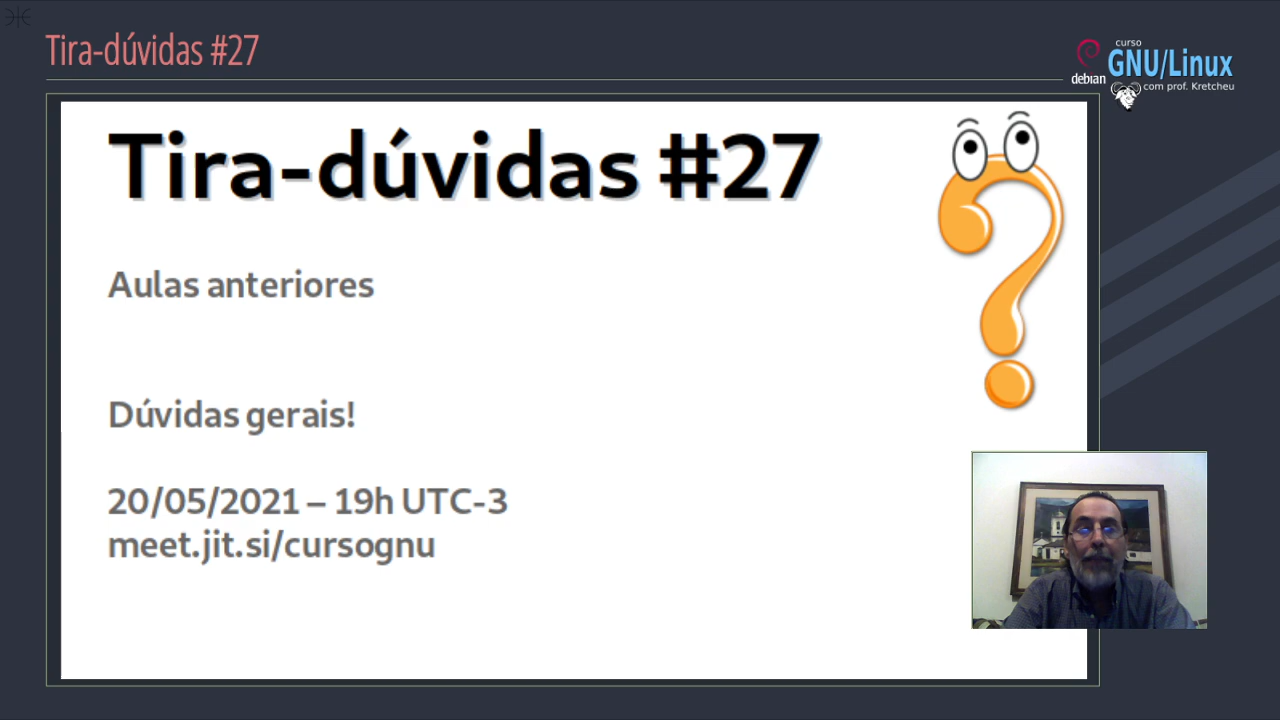 Tira-dúvidas #27
curso
GNU/Linux
debian
com prof. Kretcheu
Tira-dúvidas #27
Aulas anteriores
Dúvidas gerais!
20/05/2021 – 19h UTC-3
meet.jit.si/cursognu